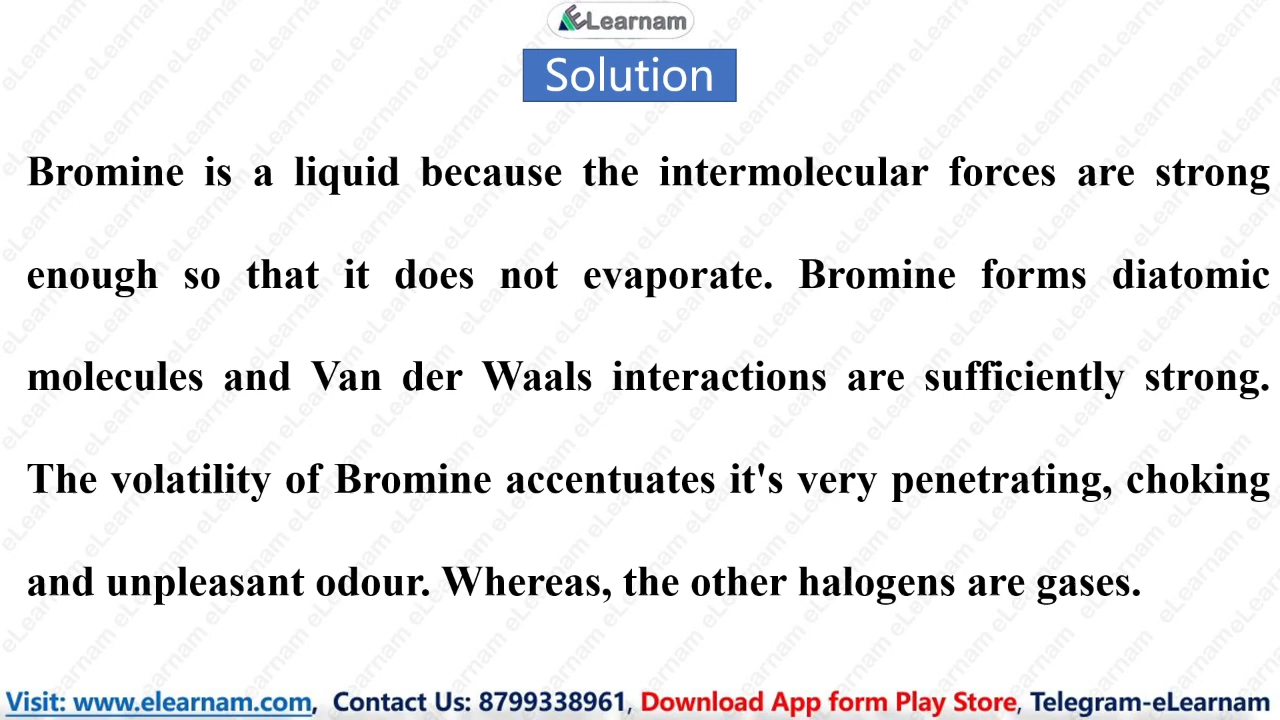 ELearnam
Solution
Bromine is a liquid because the intermolecular forces are strong
enough so that it does not evaporate. Bromine forms diatomic
molecules and Van der Waals interactions are sufficiently strong.
The volatility of Bromine accentuates it's very penetrating, choking
and unpleasant odour. Whereas, the other halogens are gases.
Visit: www.elearnam.com, Contact Us: 8799338961, Download App form Play Store, Telegram-eLearnam